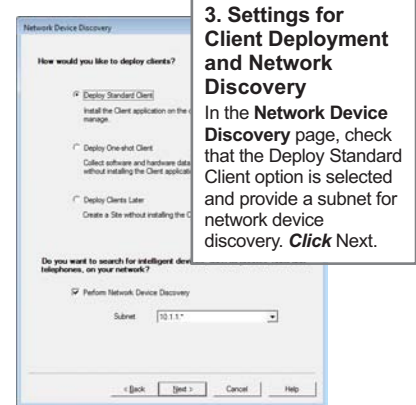 Network Device Discovery
How would you like to deploy clients?
Deploy Standard Client
Install the Client application on the
manage.
Deploy One-shot Client
Collect software and hardware data
without installing the Client applicati
Deploy Clients Later
Create a Site without installing the C
Do you want to search for intelligent
telephones, on your network?
Perform Network Device Discovery
Subnet 10.1.1.*
< Back Next > Cancel Help
3. Settings for
Client Deployment
and Network
Discovery
In the Network Device
Discovery page, check
that the Deploy Standard
Client option is selected
and provide a subnet for
network device
discovery. Click Next.